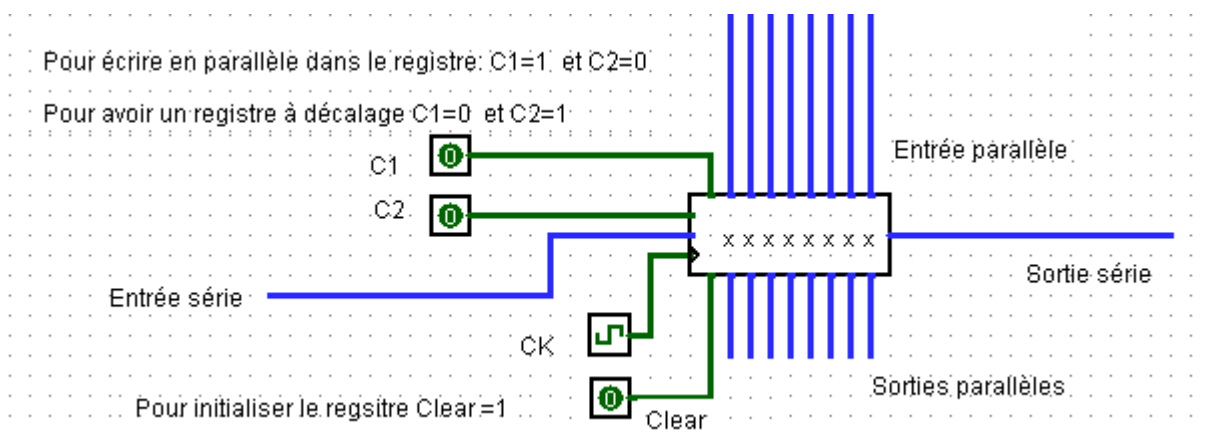 Pour écrire en parallèle dans le registre: C1=1 et C2=0
Pour avoir un registre à décalage C1=0 et C2=1
C1
0
Entrée parallèle
C2
0
x x x x x x x x
Sortie série
Entrée série
CK
Sorties parallèles
Pour initialiser le regsitre Clear =1
0
Clear